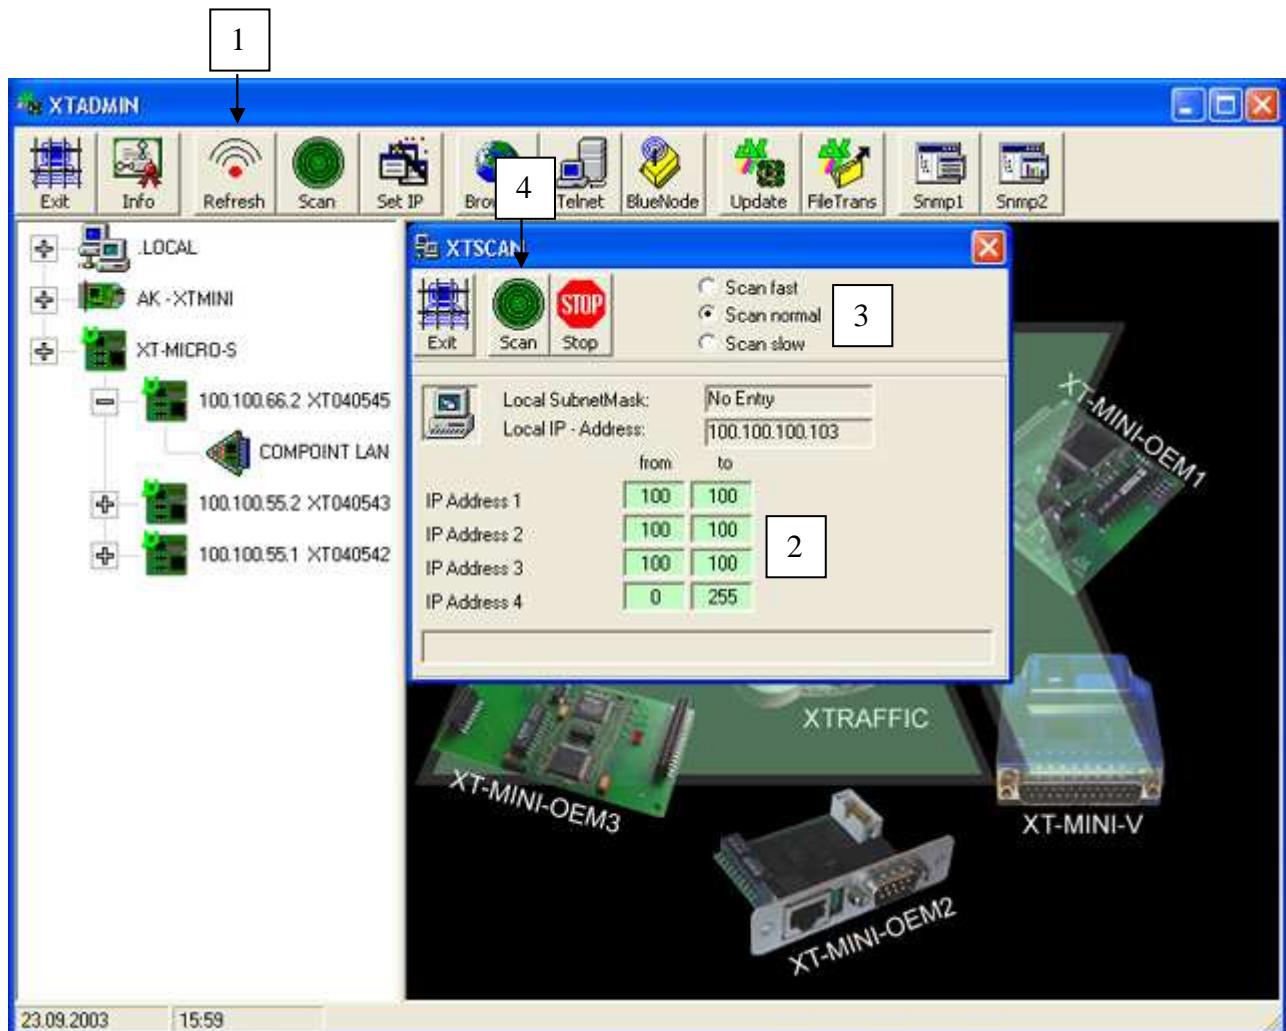 1
XTADMIN
Exit Info Refresh Scan Set IP Telnet BlueNode Update FileTrans Snmp1 Snmp2
4
.LOCAL
AK - XTMINI
XT-MICRO-S
100.100.66.2 XT040545
COMPOINT LAN
100.100.55.2 XT040543
100.100.55.1 XT040542
XTSCAN
Exit Scan STOP Stop
Scan fast
Scan normal
Scan slow
3
Local SubnetMask: No Entry
Local IP - Address: 100.100.100.103
from to
IP Address 1 100 100
IP Address 2 100 100
IP Address 3 100 100
IP Address 4 0 255
2
XT-MINI-OEM1
XTRAFFIC
XT-MINI-OEM3
XT-MINI-V
XT-MINI-OEM2
23.09.2003 15:59